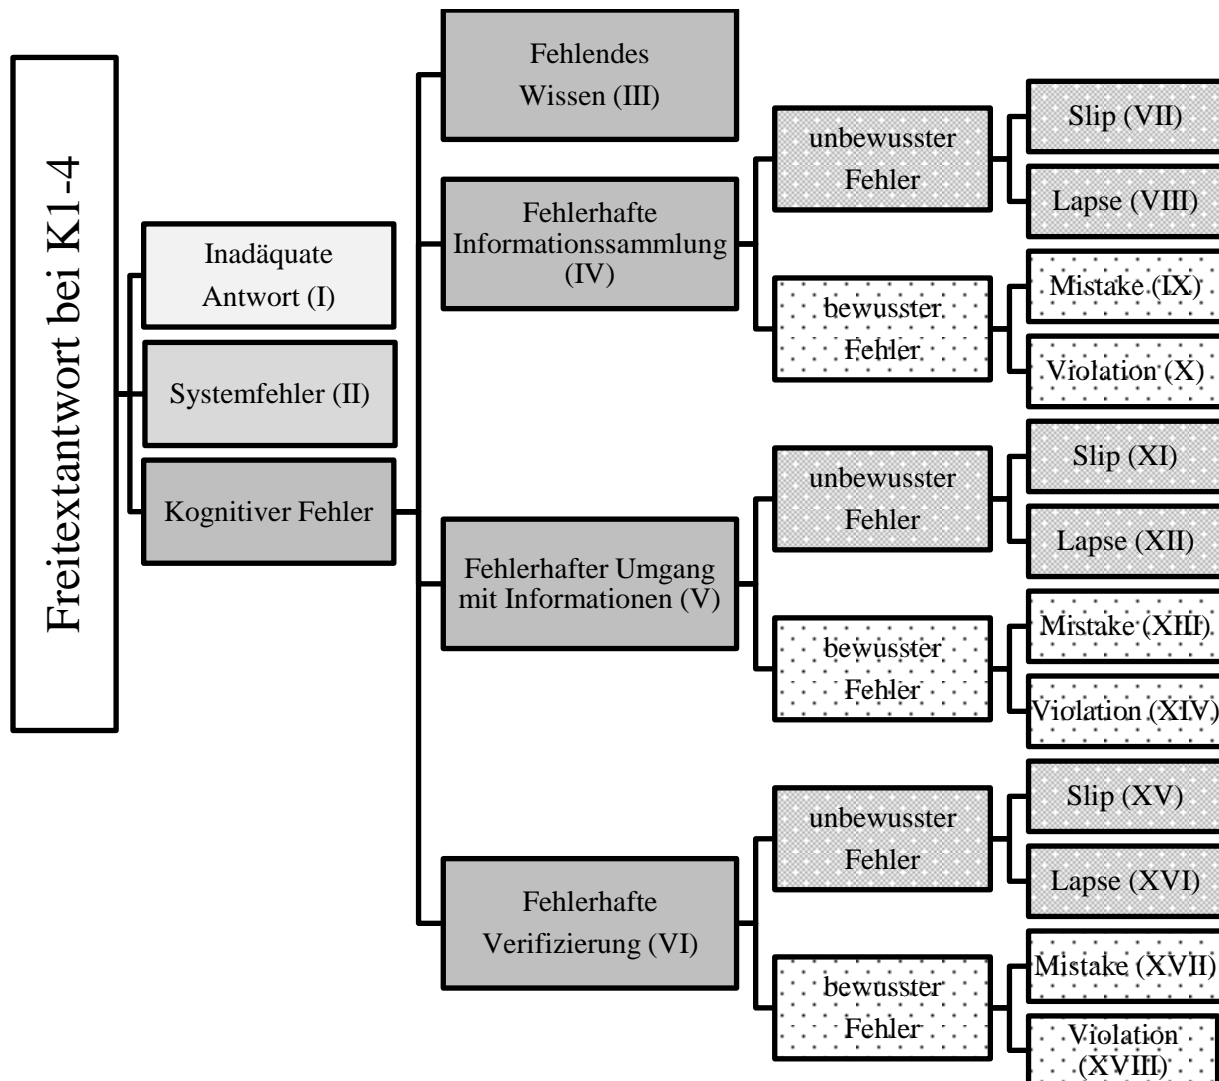 Freitextantwort bei K1-4
Inadäquate
Antwort (I)
Systemfehler (II)
Kognitiver Fehler
Fehlendes
Wissen (III)
Fehlerhafte
Informationssammlung
(IV)
unbewusster
Fehler
Slip (VII)
Lapse (VIII)
bewusster
Fehler
Mistake (IX)
Violation (X)
Fehlerhafter Umgang
mit Informationen (V)
unbewusster
Fehler
Slip (XI)
Lapse (XII)
bewusster
Fehler
Mistake (XIII)
Violation (XIV)
Fehlerhafte
Verifizierung (VI)
unbewusster
Fehler
Slip (XV)
Lapse (XVI)
bewusster
Fehler
Mistake (XVII)
Violation
(XVIII)